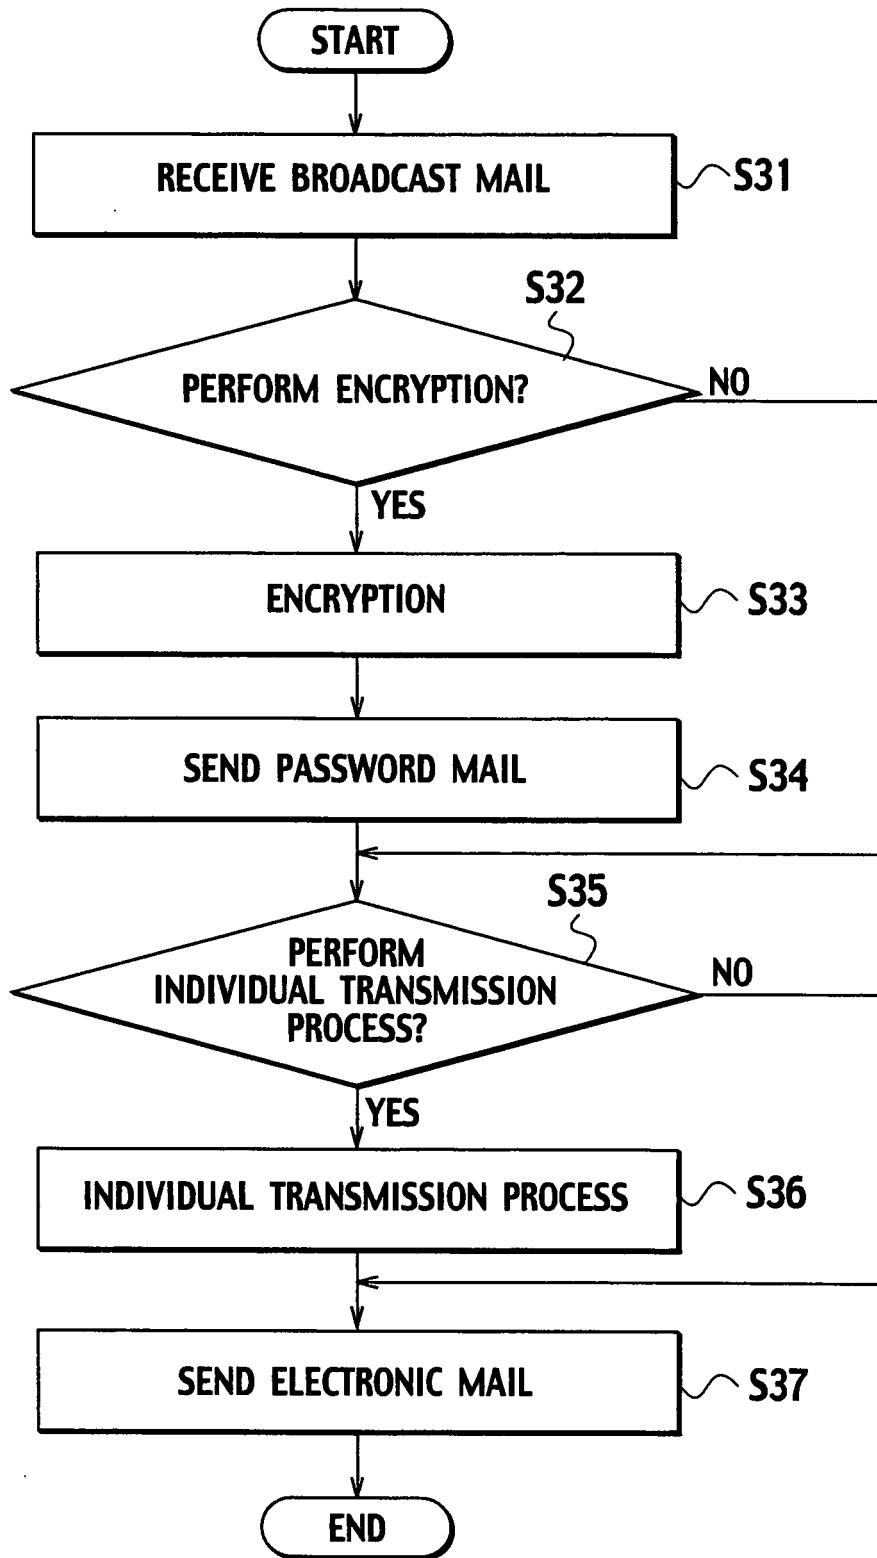 START
RECEIVE BROADCAST MAIL
S31
S32
PERFORM ENCRYPTION?
NO
YES
ENCRYPTION
S33
SEND PASSWORD MAIL
S34
S35
PERFORM
INDIVIDUAL TRANSMISSION
PROCESS?
NO
YES
INDIVIDUAL TRANSMISSION PROCESS
S36
SEND ELECTRONIC MAIL
S37
END